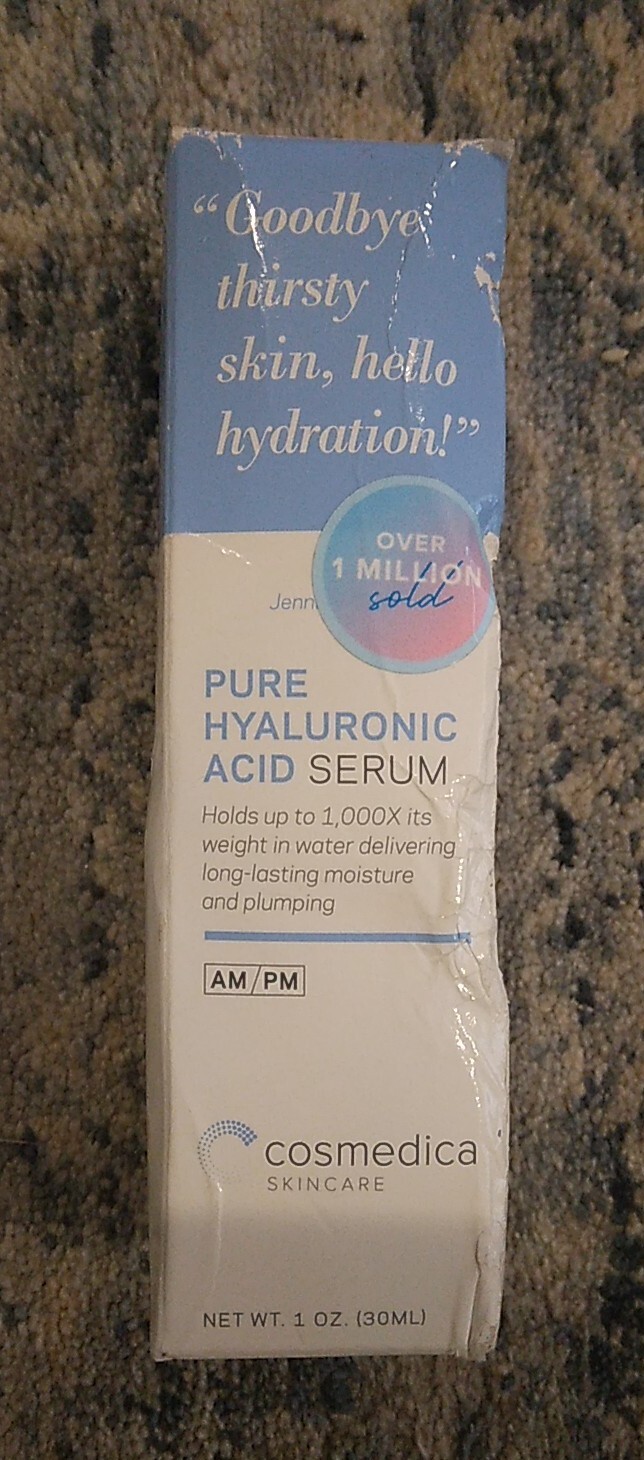 “Goodbye
thirsty
skin, hello
hydration!”
OVER
1 MILLION
sold
PURE
HYALURONIC
ACID SERUM
Holds up to 1,000X its
weight in water delivering
long-lasting moisture
and plumping
AM/PM
cosmedica
SKINCARE
NET WT. 1 OZ. (30ML)